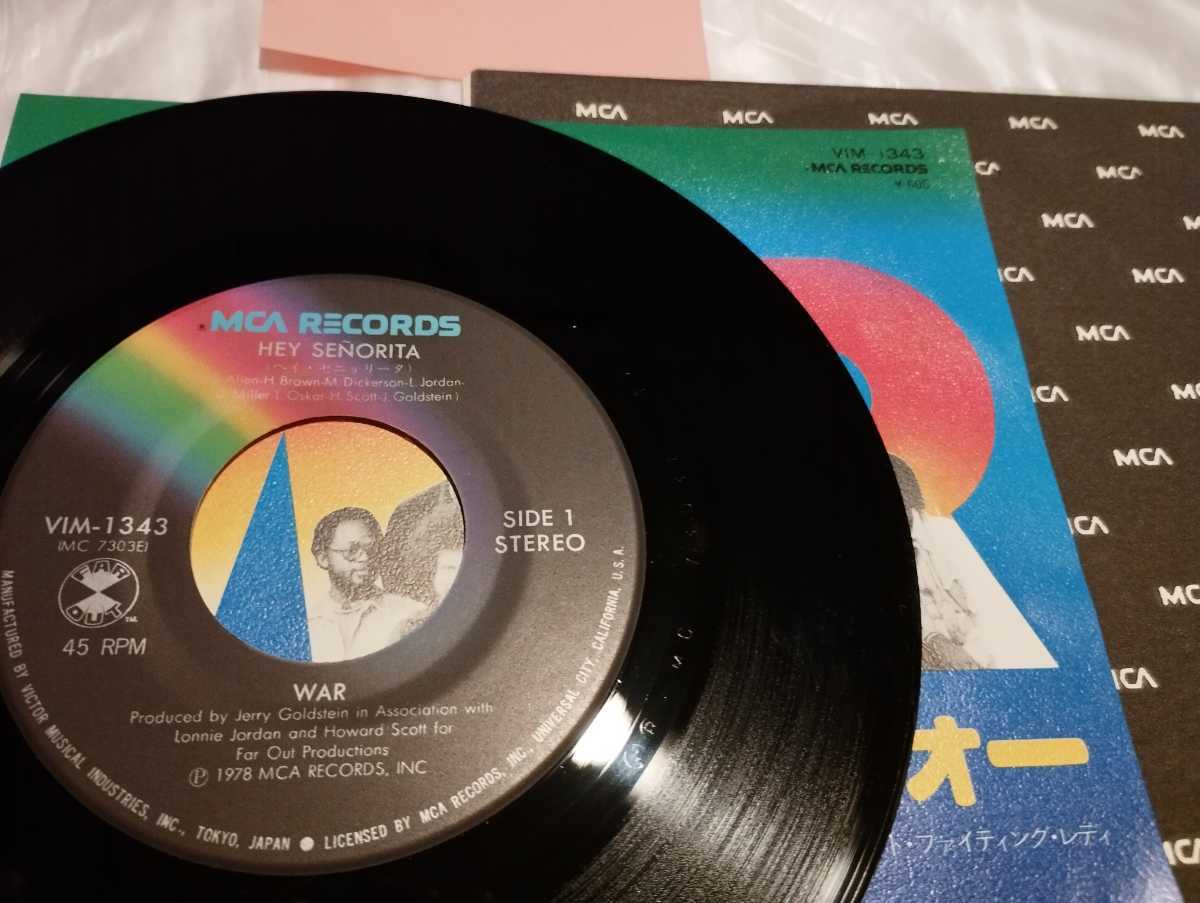 MCA RECORDS
HEY SEÑORITA
(ヘイ・セニョリータ)
Allen-H. Brown-M. Dickerson-L. Jordan-
Miller-L. Oskar-H. Scott-J. Goldstein)
VIM-1343
(MC 7303E)
FAR
OUT
TM.
45 RPM
SIDE 1
STEREO
WAR
Produced by Jerry Goldstein in Association with
Lonnie Jordan and Howard Scott for
Far Out Productions
Ⓟ 1978 MCA RECORDS, INC
MANUFACTURED BY VICTOR MUSICAL INDUSTRIES, INC., TOKYO, JAPAN ● LICENSED BY MCA RECORDS, INC., UNIVERSAL CITY, CALIFORNIA, U.S.A.
VIM-1343
MCA RECORDS
R
オー
・ファイティング・レディ
MCA MCA MCA MCA MCA
MCA
MCA
MCA
MCA
MCA
MCA
MCA